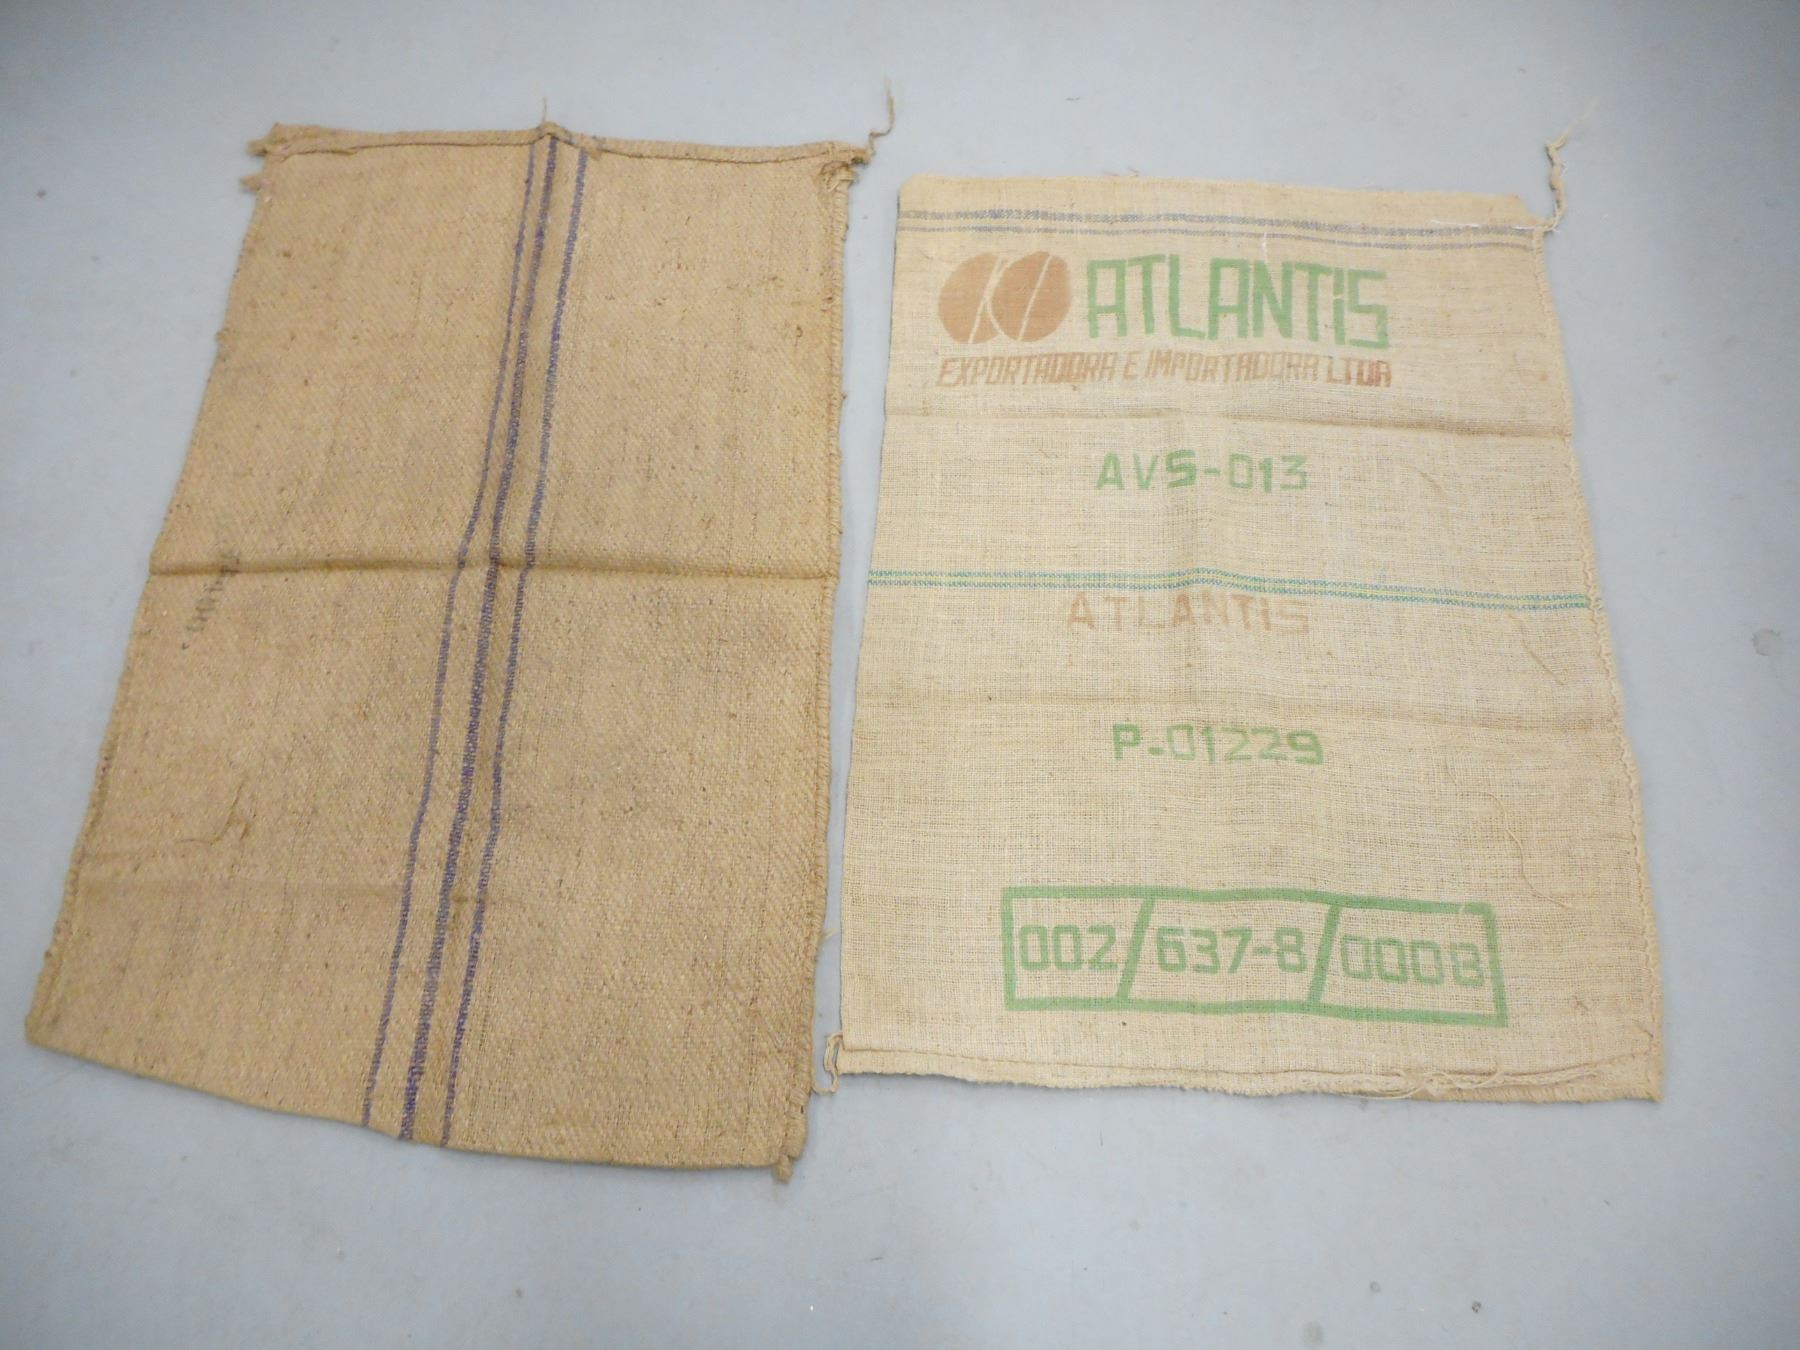 ATLANTiS
EXPORTADORA E IMPORTADORA LTDA
AVS-013
ATLANTiS
P-01229
002/637-8/0008